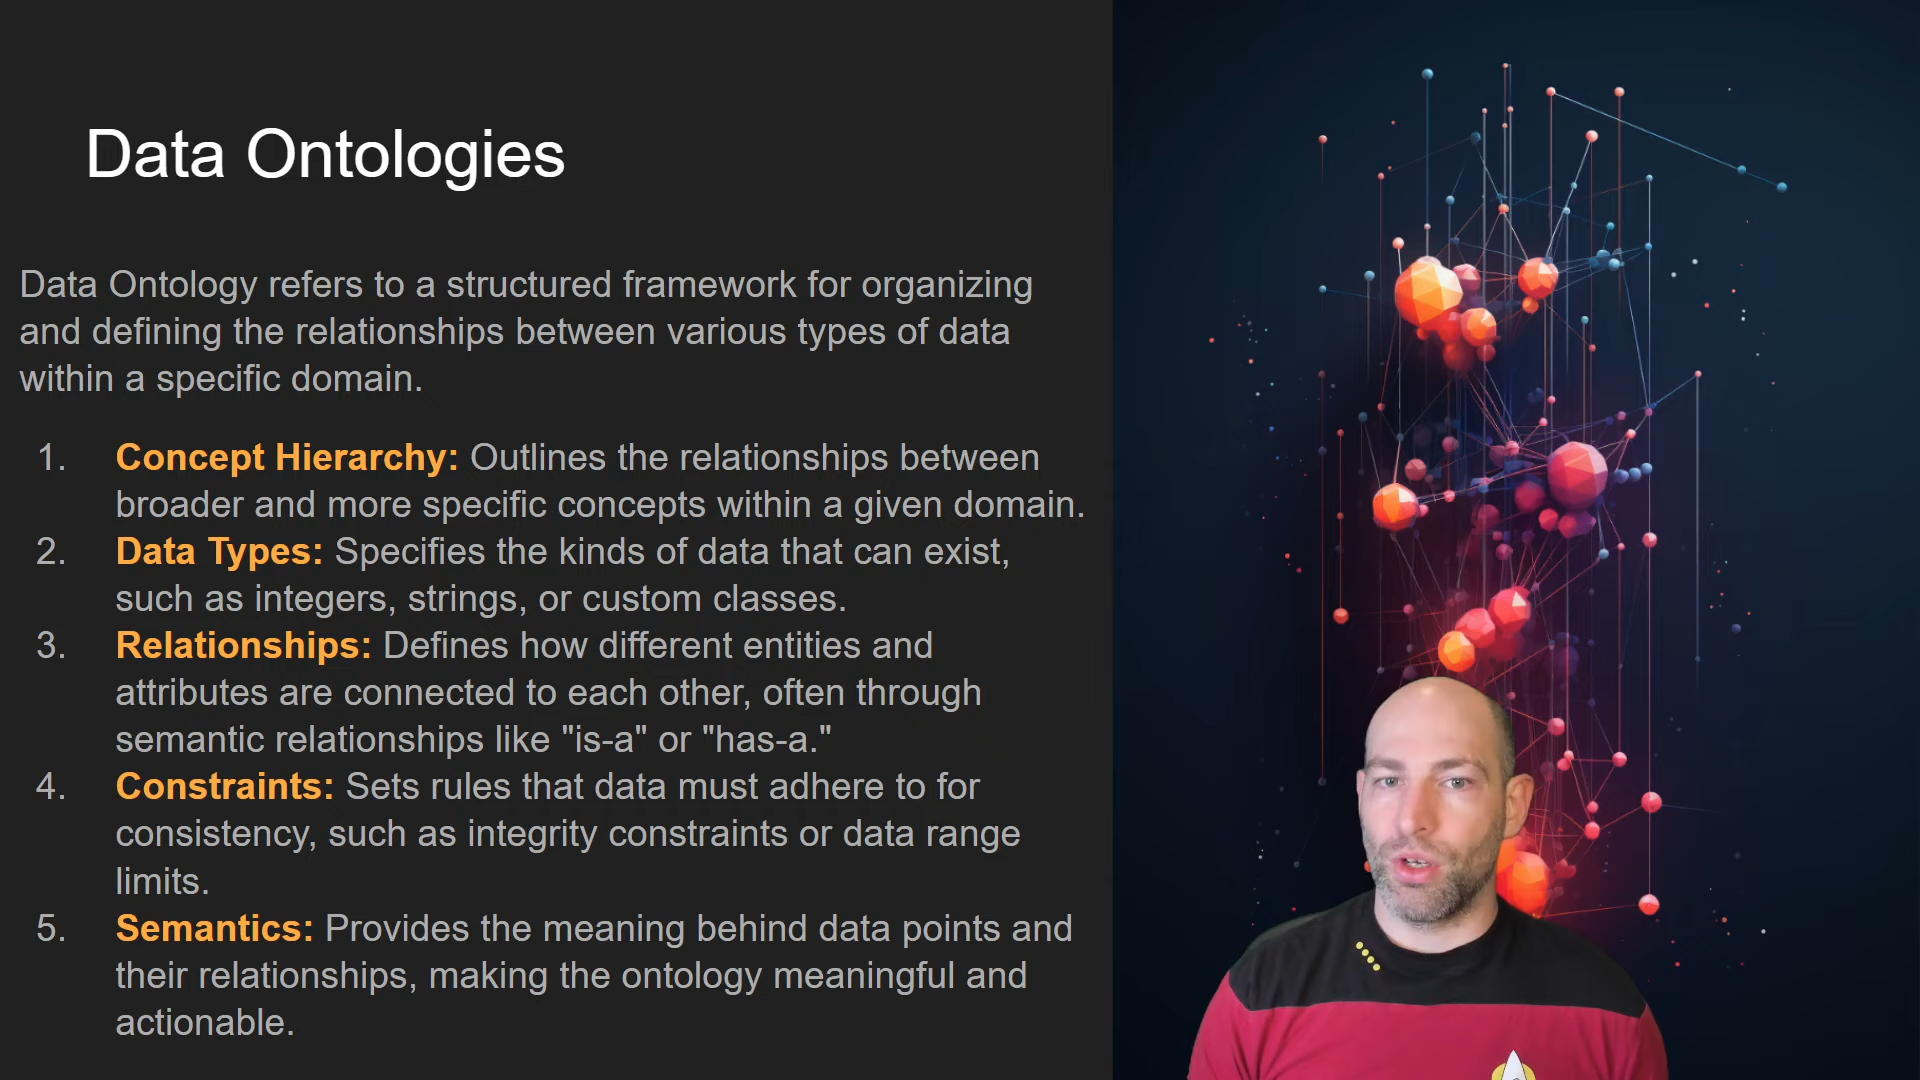 Data Ontologies
Data Ontology refers to a structured framework for organizing
and defining the relationships between various types of data
within a specific domain.
1. Concept Hierarchy: Outlines the relationships between
broader and more specific concepts within a given domain.
2. Data Types: Specifies the kinds of data that can exist,
such as integers, strings, or custom classes.
3. Relationships: Defines how different entities and
attributes are connected to each other, often through
semantic relationships like "is-a" or "has-a."
4. Constraints: Sets rules that data must adhere to for
consistency, such as integrity constraints or data range
limits.
5. Semantics: Provides the meaning behind data points and
their relationships, making the ontology meaningful and
actionable.